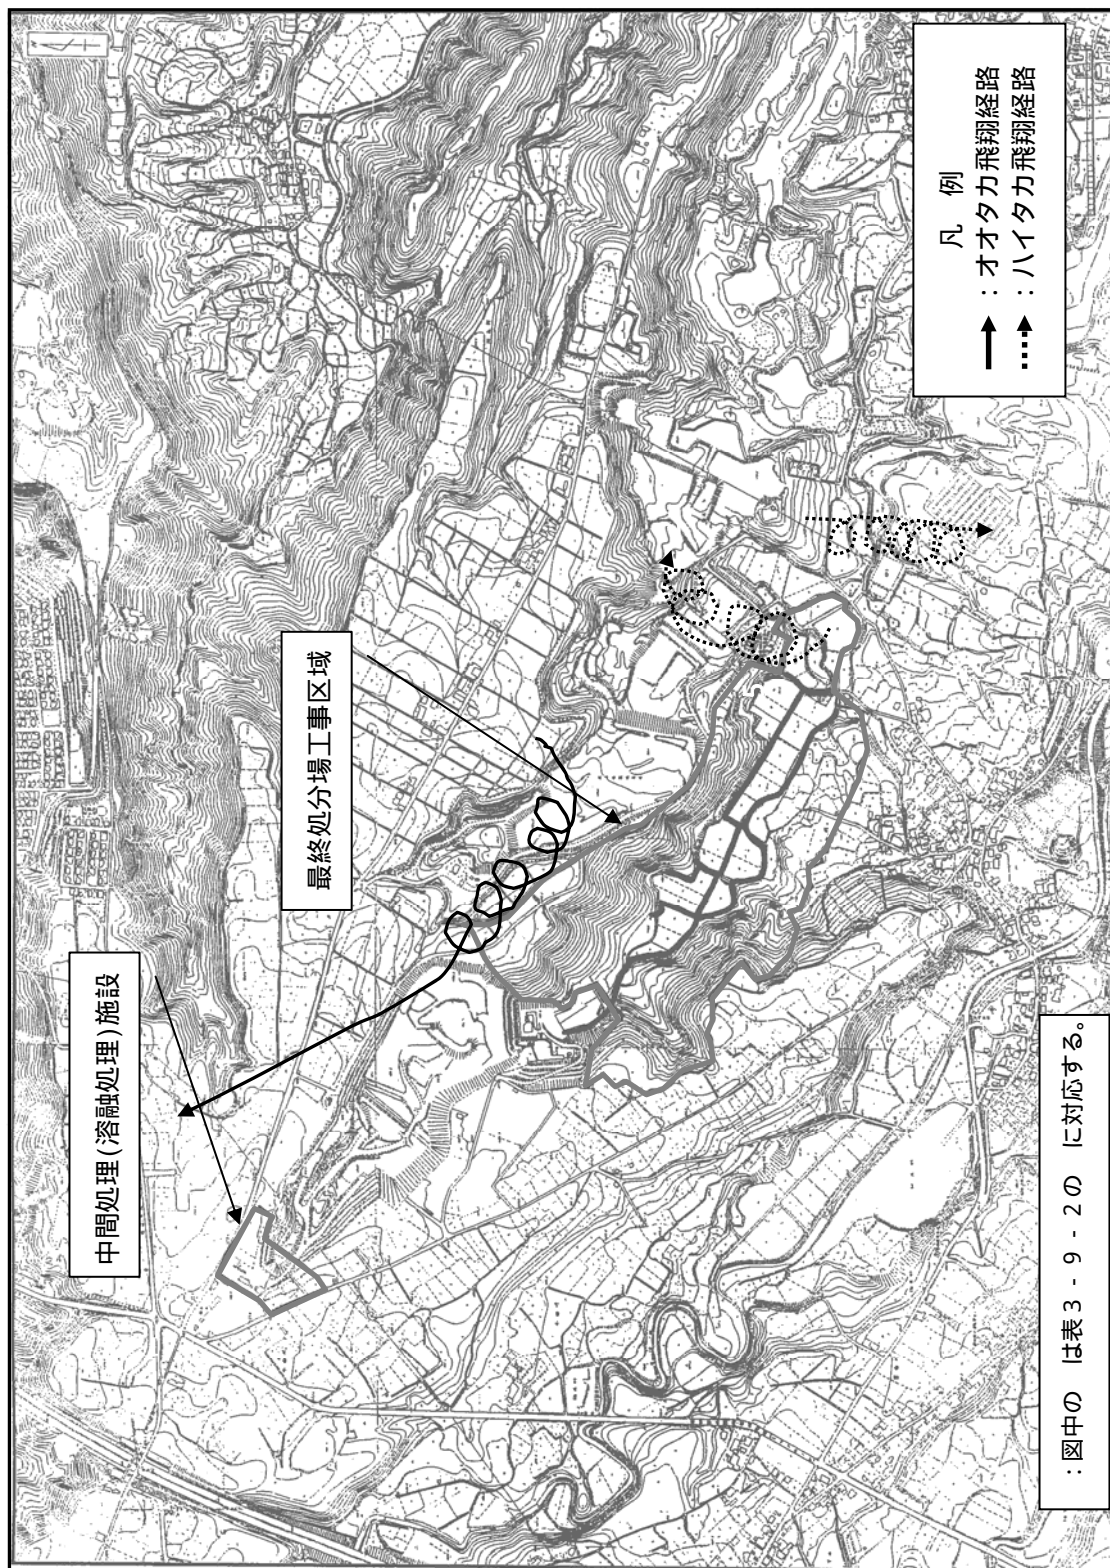 中間処理(溶融処理)施設
最終処分場工事区域
凡 例
：オオタカ飛翔経路
：ハイタカ飛翔経路
：図中の は表3-9-2の に対応する。